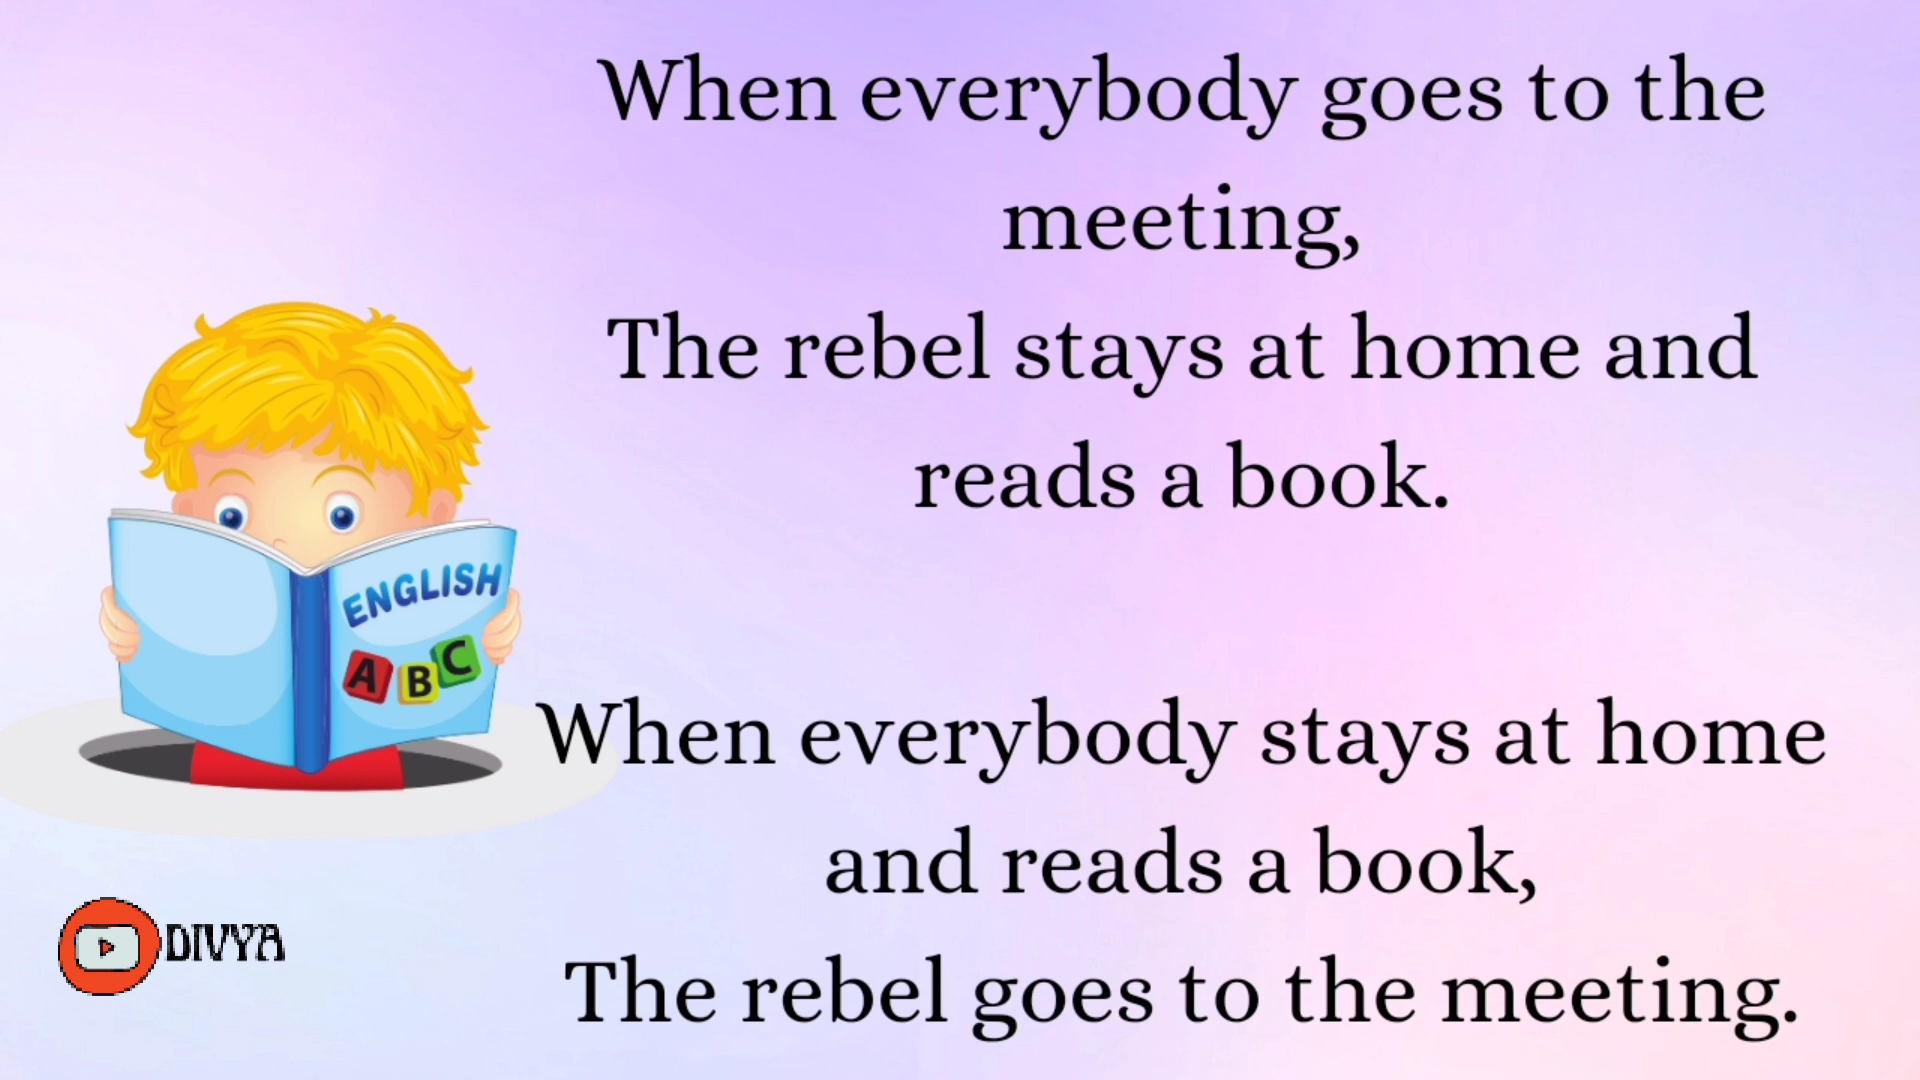 When everybody goes to the
meeting,
The rebel stays at home and
reads a book.
When everybody stays at home
and reads a book,
The rebel goes to the meeting.
ENGLISH
A B C
DIVYA